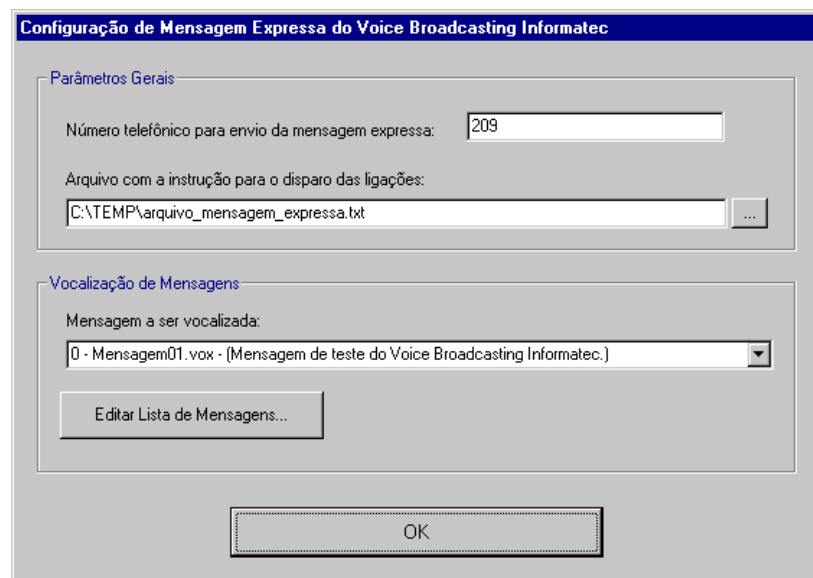 Configuração de Mensagem Expressa do Voice Broadcasting Informatec
Parâmetros Gerais
Número telefônico para envio da mensagem expressa: 209
Arquivo com a instrução para o disparo das ligações:
C:\TEMP\arquivo_mensagem_expressa.txt ...
Vocalização de Mensagens
Mensagem a ser vocalizada:
0 - Mensagem01.vox - (Mensagem de teste do Voice Broadcasting Informatec.)
Editar Lista de Mensagens...
OK